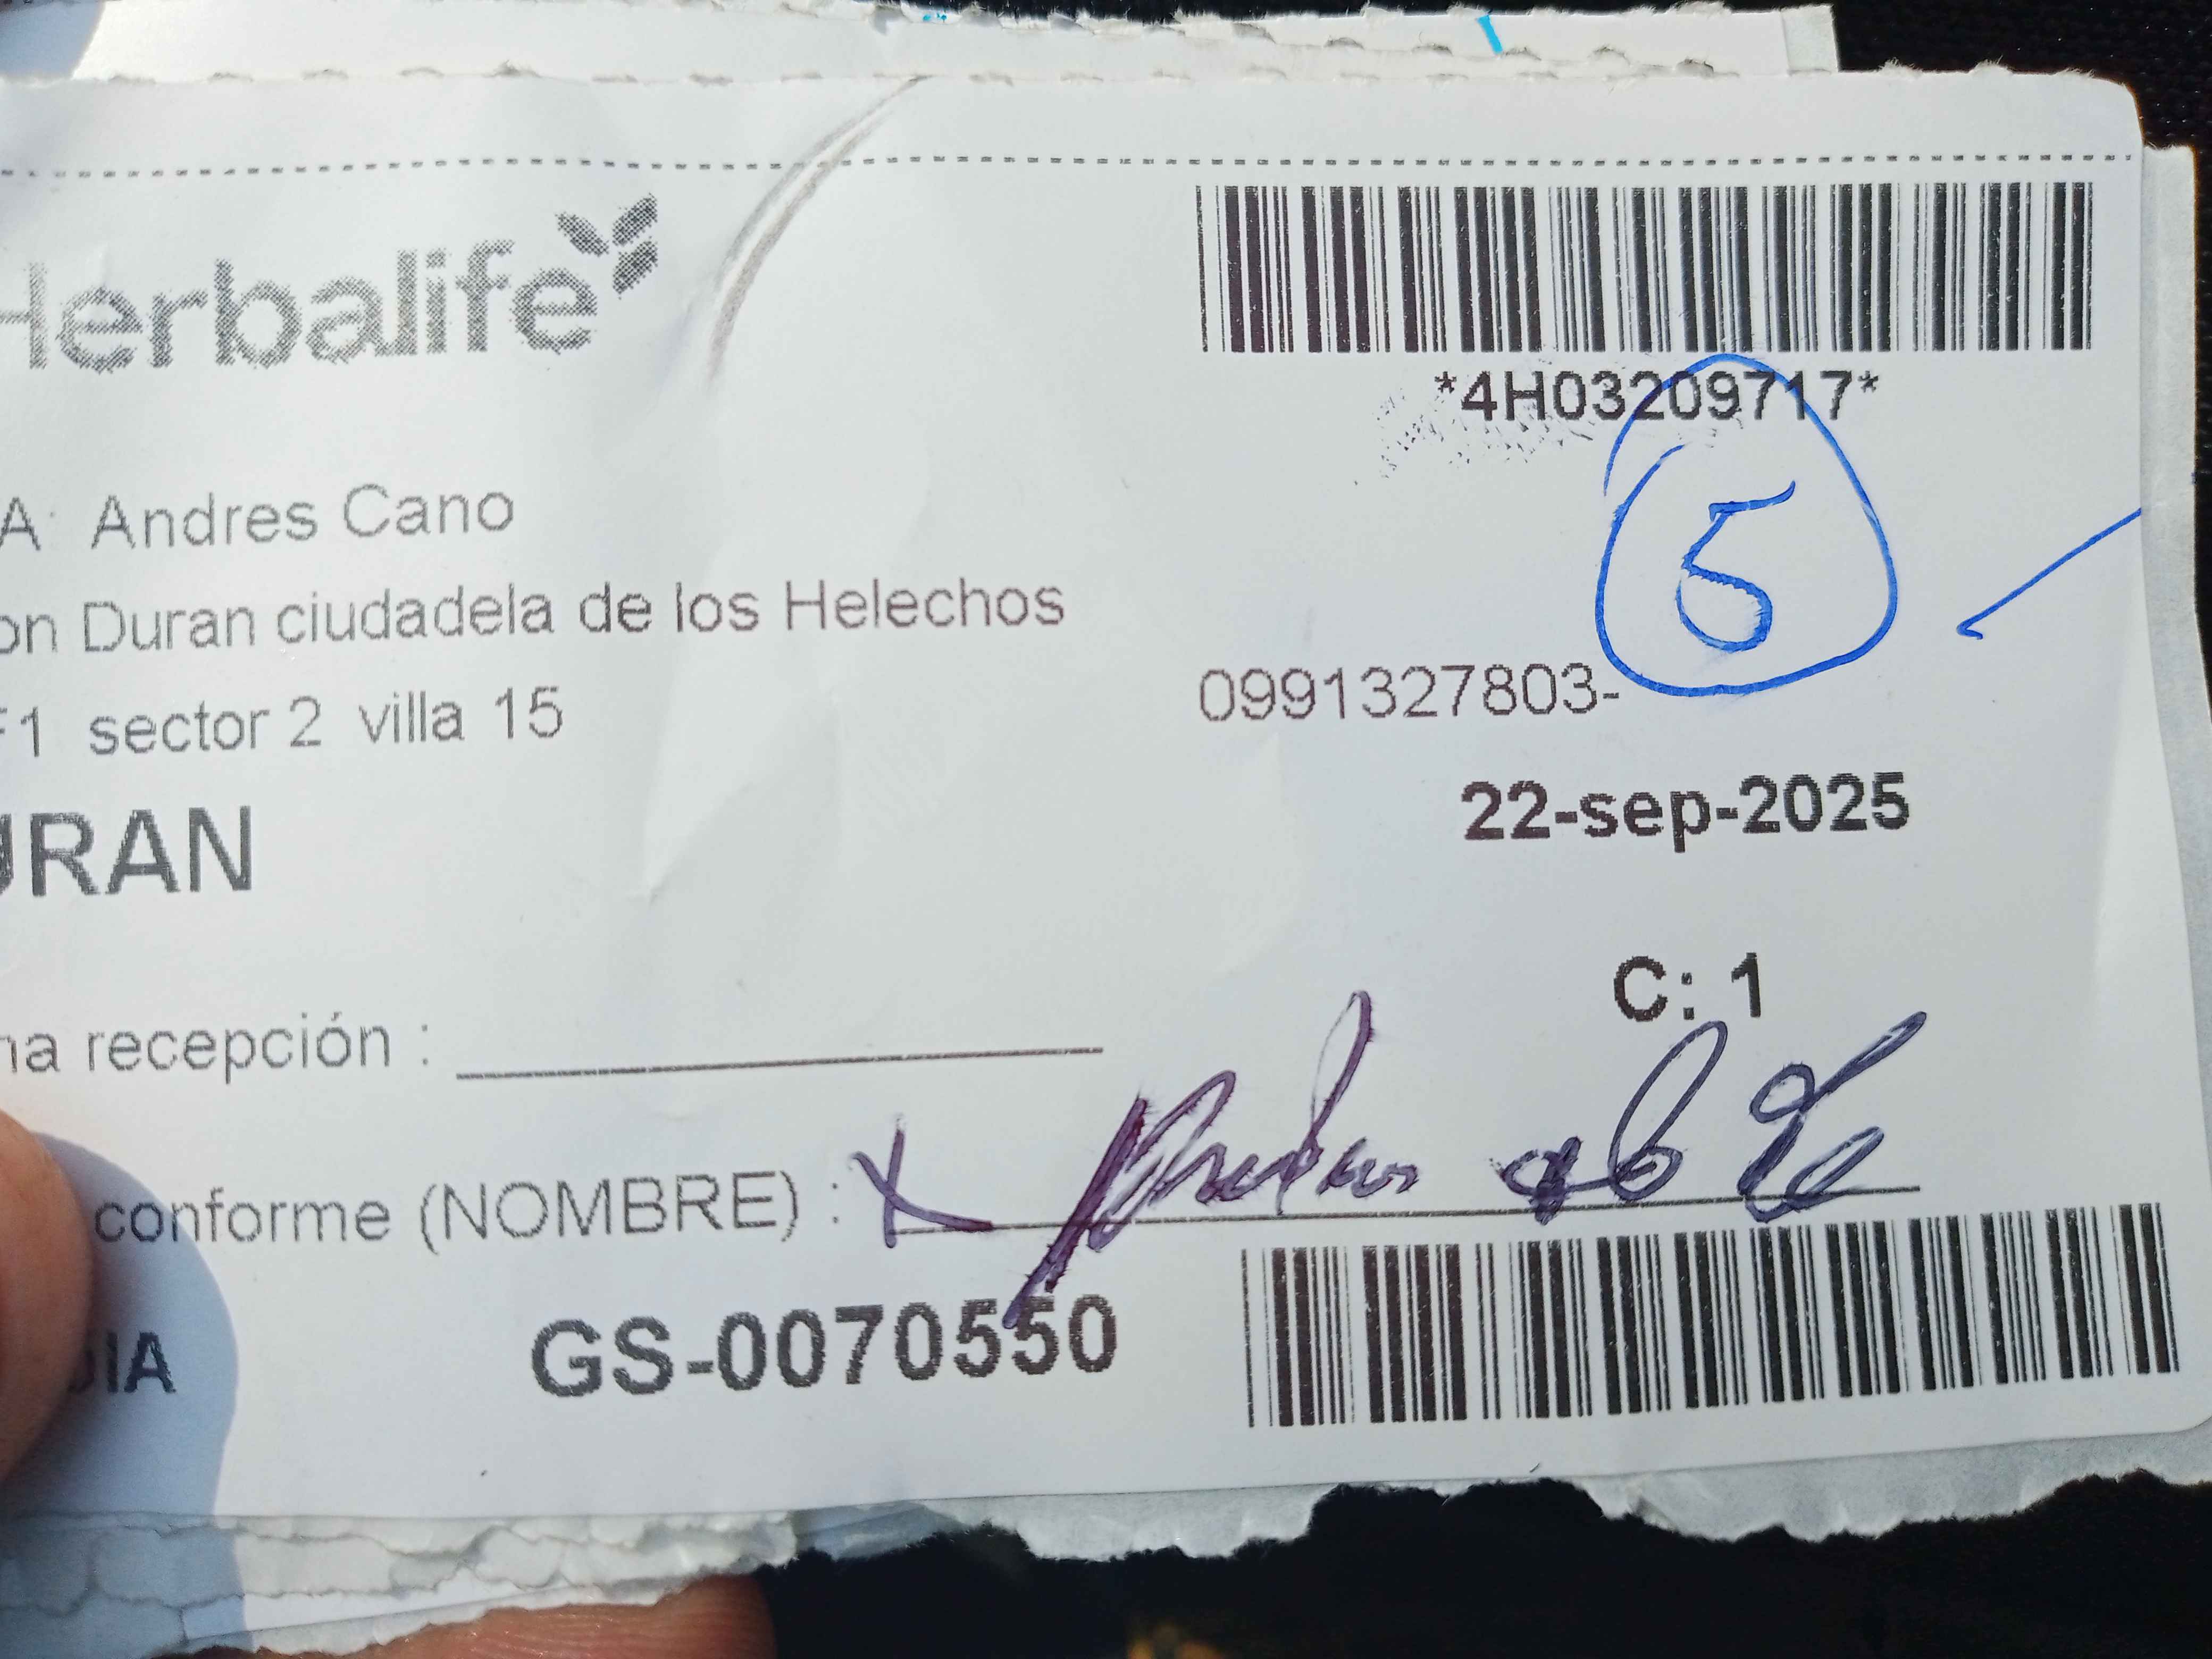 Herbalife
*4H03209717*
5
A: Andres Cano
on Duran ciudadela de los Helechos
F1 sector 2 villa 15
0991327803-
22-sep-2025
URAN
C: 1
na recepción :
conforme (NOMBRE) : x
GS-0070550